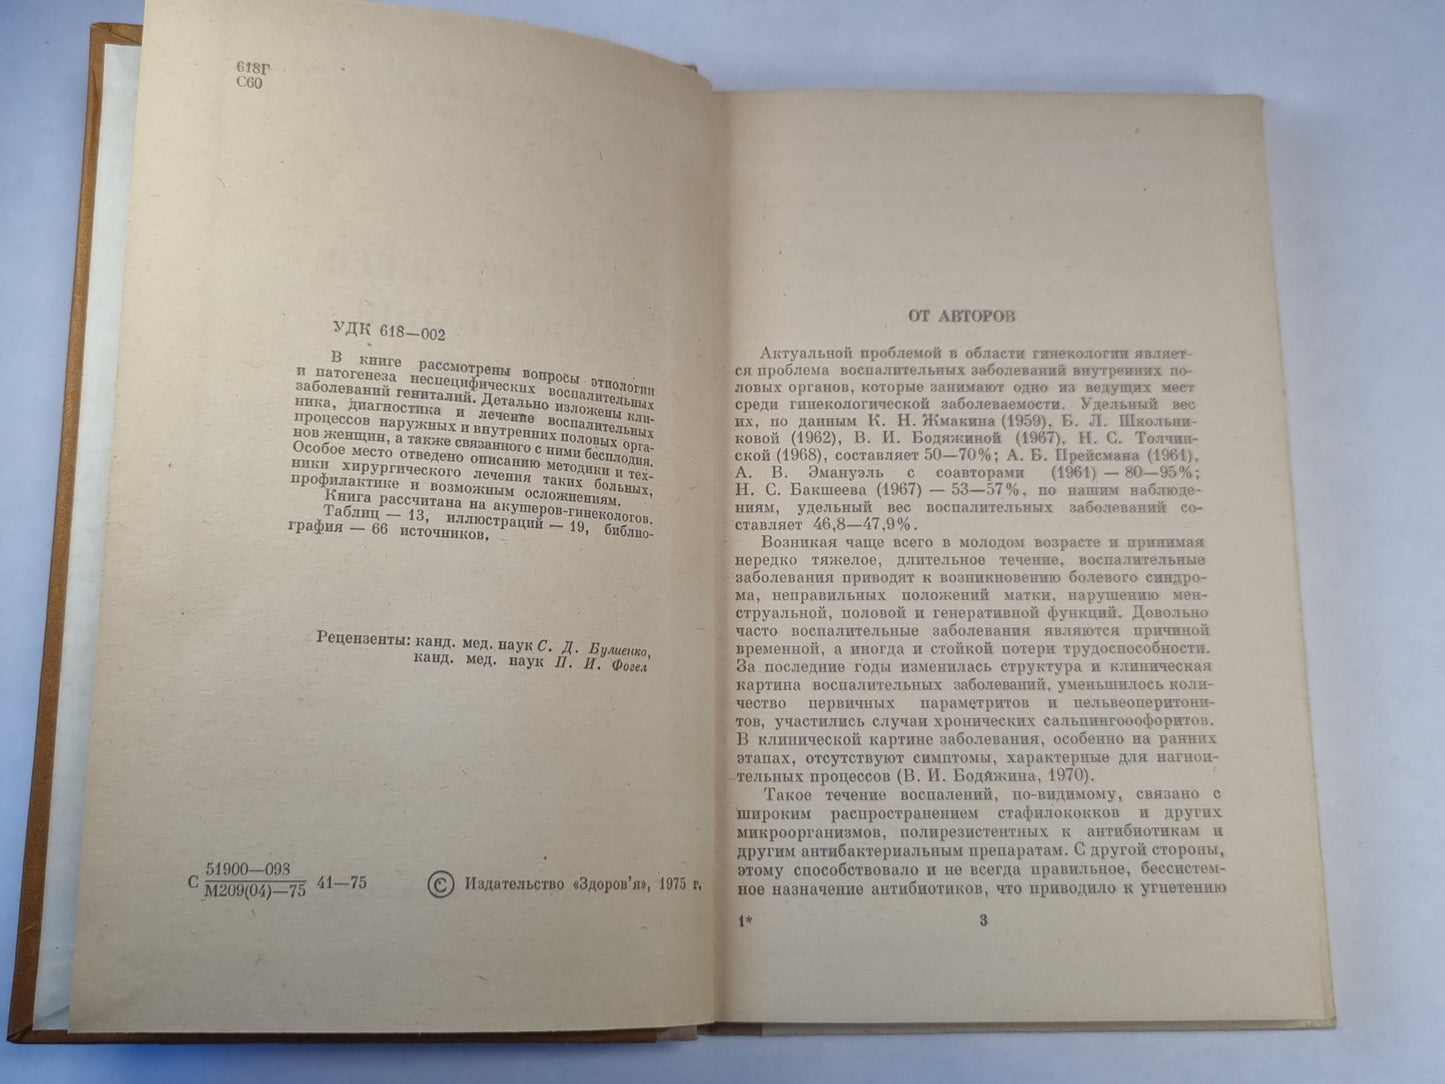 618Г
С60
УДК 618—002
В книге рассмотрены вопросы этиологии
и патогенеза неспецифических воспалительных
заболеваний гениталий. Детально изложены кли-
ника, диагностика и лечение воспалительных
процессов наружных и внутренних половых орга-
нов женщин, а также связанного с ними бесплодия.
Особое место отведено описанию методики и тех-
ники хирургического лечения таких больных,
профилактике и возможным осложнениям.
Книга рассчитана на акушеров-гинекологов.
Таблиц — 13, иллюстраций — 19, библио-
графия — 66 источников.
Рецензенты: канд. мед. наук С. Д. Булиенко,
канд. мед. наук П. И. Фогел
С 51900—098
М209(04)—75 41—75
© Издательство «Здоров'я», 1975 г.
ОТ АВТОРОВ
Актуальной проблемой в области гинекологии являет-
ся проблема воспалительных заболеваний внутренних по-
ловых органов, которые занимают одно из ведущих мест
среди гинекологической заболеваемости. Удельный вес
их, по данным К. Н. Жмакина (1959), Б. Л. Школьни-
ковой (1962), В. И. Бодяжиной (1967), Н. С. Толчин-
ской (1968), составляет 50—70%; А. Б. Прейсмана (1961),
А. В. Эмануэль с соавторами (1961) — 80—95%;
Н. С. Бакшеева (1967) — 53—57%, по нашим наблюде-
ниям, удельный вес воспалительных заболеваний со-
ставляет 46,8—47,9%.
Возникая чаще всего в молодом возрасте и принимая
нередко тяжелое, длительное течение, воспалительные
заболевания приводят к возникновению болевого синдро-
ма, неправильных положений матки, нарушению мен-
струальной, половой и генеративной функций. Довольно
часто воспалительные заболевания являются причиной
временной, а иногда и стойкой потери трудоспособности.
За последние годы изменилась структура и клиническая
картина воспалительных заболеваний, уменьшилось коли-
чество первичных параметритов и пельвеоперитони-
тов, участились случаи хронических сальпингоофоритов.
В клинической картине заболевания, особенно на ранних
этапах, отсутствуют симптомы, характерные для нагнои-
тельных процессов (В. И. Бодяжина, 1970).
Такое течение воспалений, по-видимому, связано с
широким распространением стафилококков и других
микроорганизмов, полирезистентных к антибиотикам и
другим антибактериальным препаратам. С другой стороны,
этому способствовало и не всегда правильное, бессистем-
ное назначение антибиотиков, что приводило к угнетению
1*
3